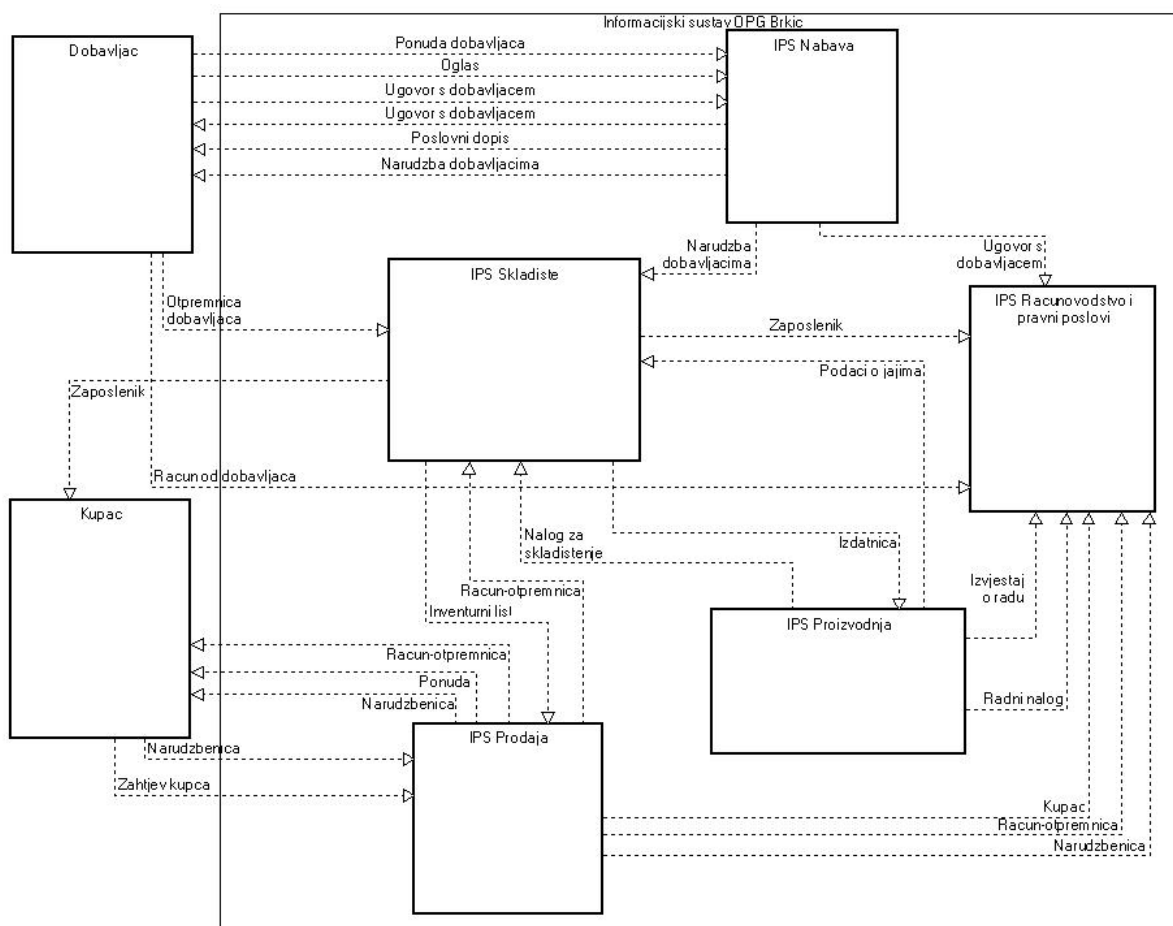 Informacijski sustav OPG Brkic
Dobavljac
IPS Nabava
Ponuda dobavljaca
Oglas
Ugovor s dobavljacem
Ugovor s dobavljacem
Poslovni dopis
Narudzba dobavljacima
Narudzba
dobavljacima
Ugovor s
dobavljacem
IPS Skladiste
IPS Racunovodstvo i
pravni poslovi
Otpremnica
dobavljaca
Zaposlenik
Podaci o jajima
Zaposlenik
Racun od dobavljaca
Kupac
Nalog za
skladistenje
Izdatnica
Racun-otpremnica
Izvjestaj
o radu
Inventurni list
IPS Proizvodnja
Racun-otpremnica
Ponuda
Narudzbenica
Radni nalog
IPS Prodaja
Narudzbenica
Zahtjev kupca
Kupac
Racun-otpremnica
Narudzbenica